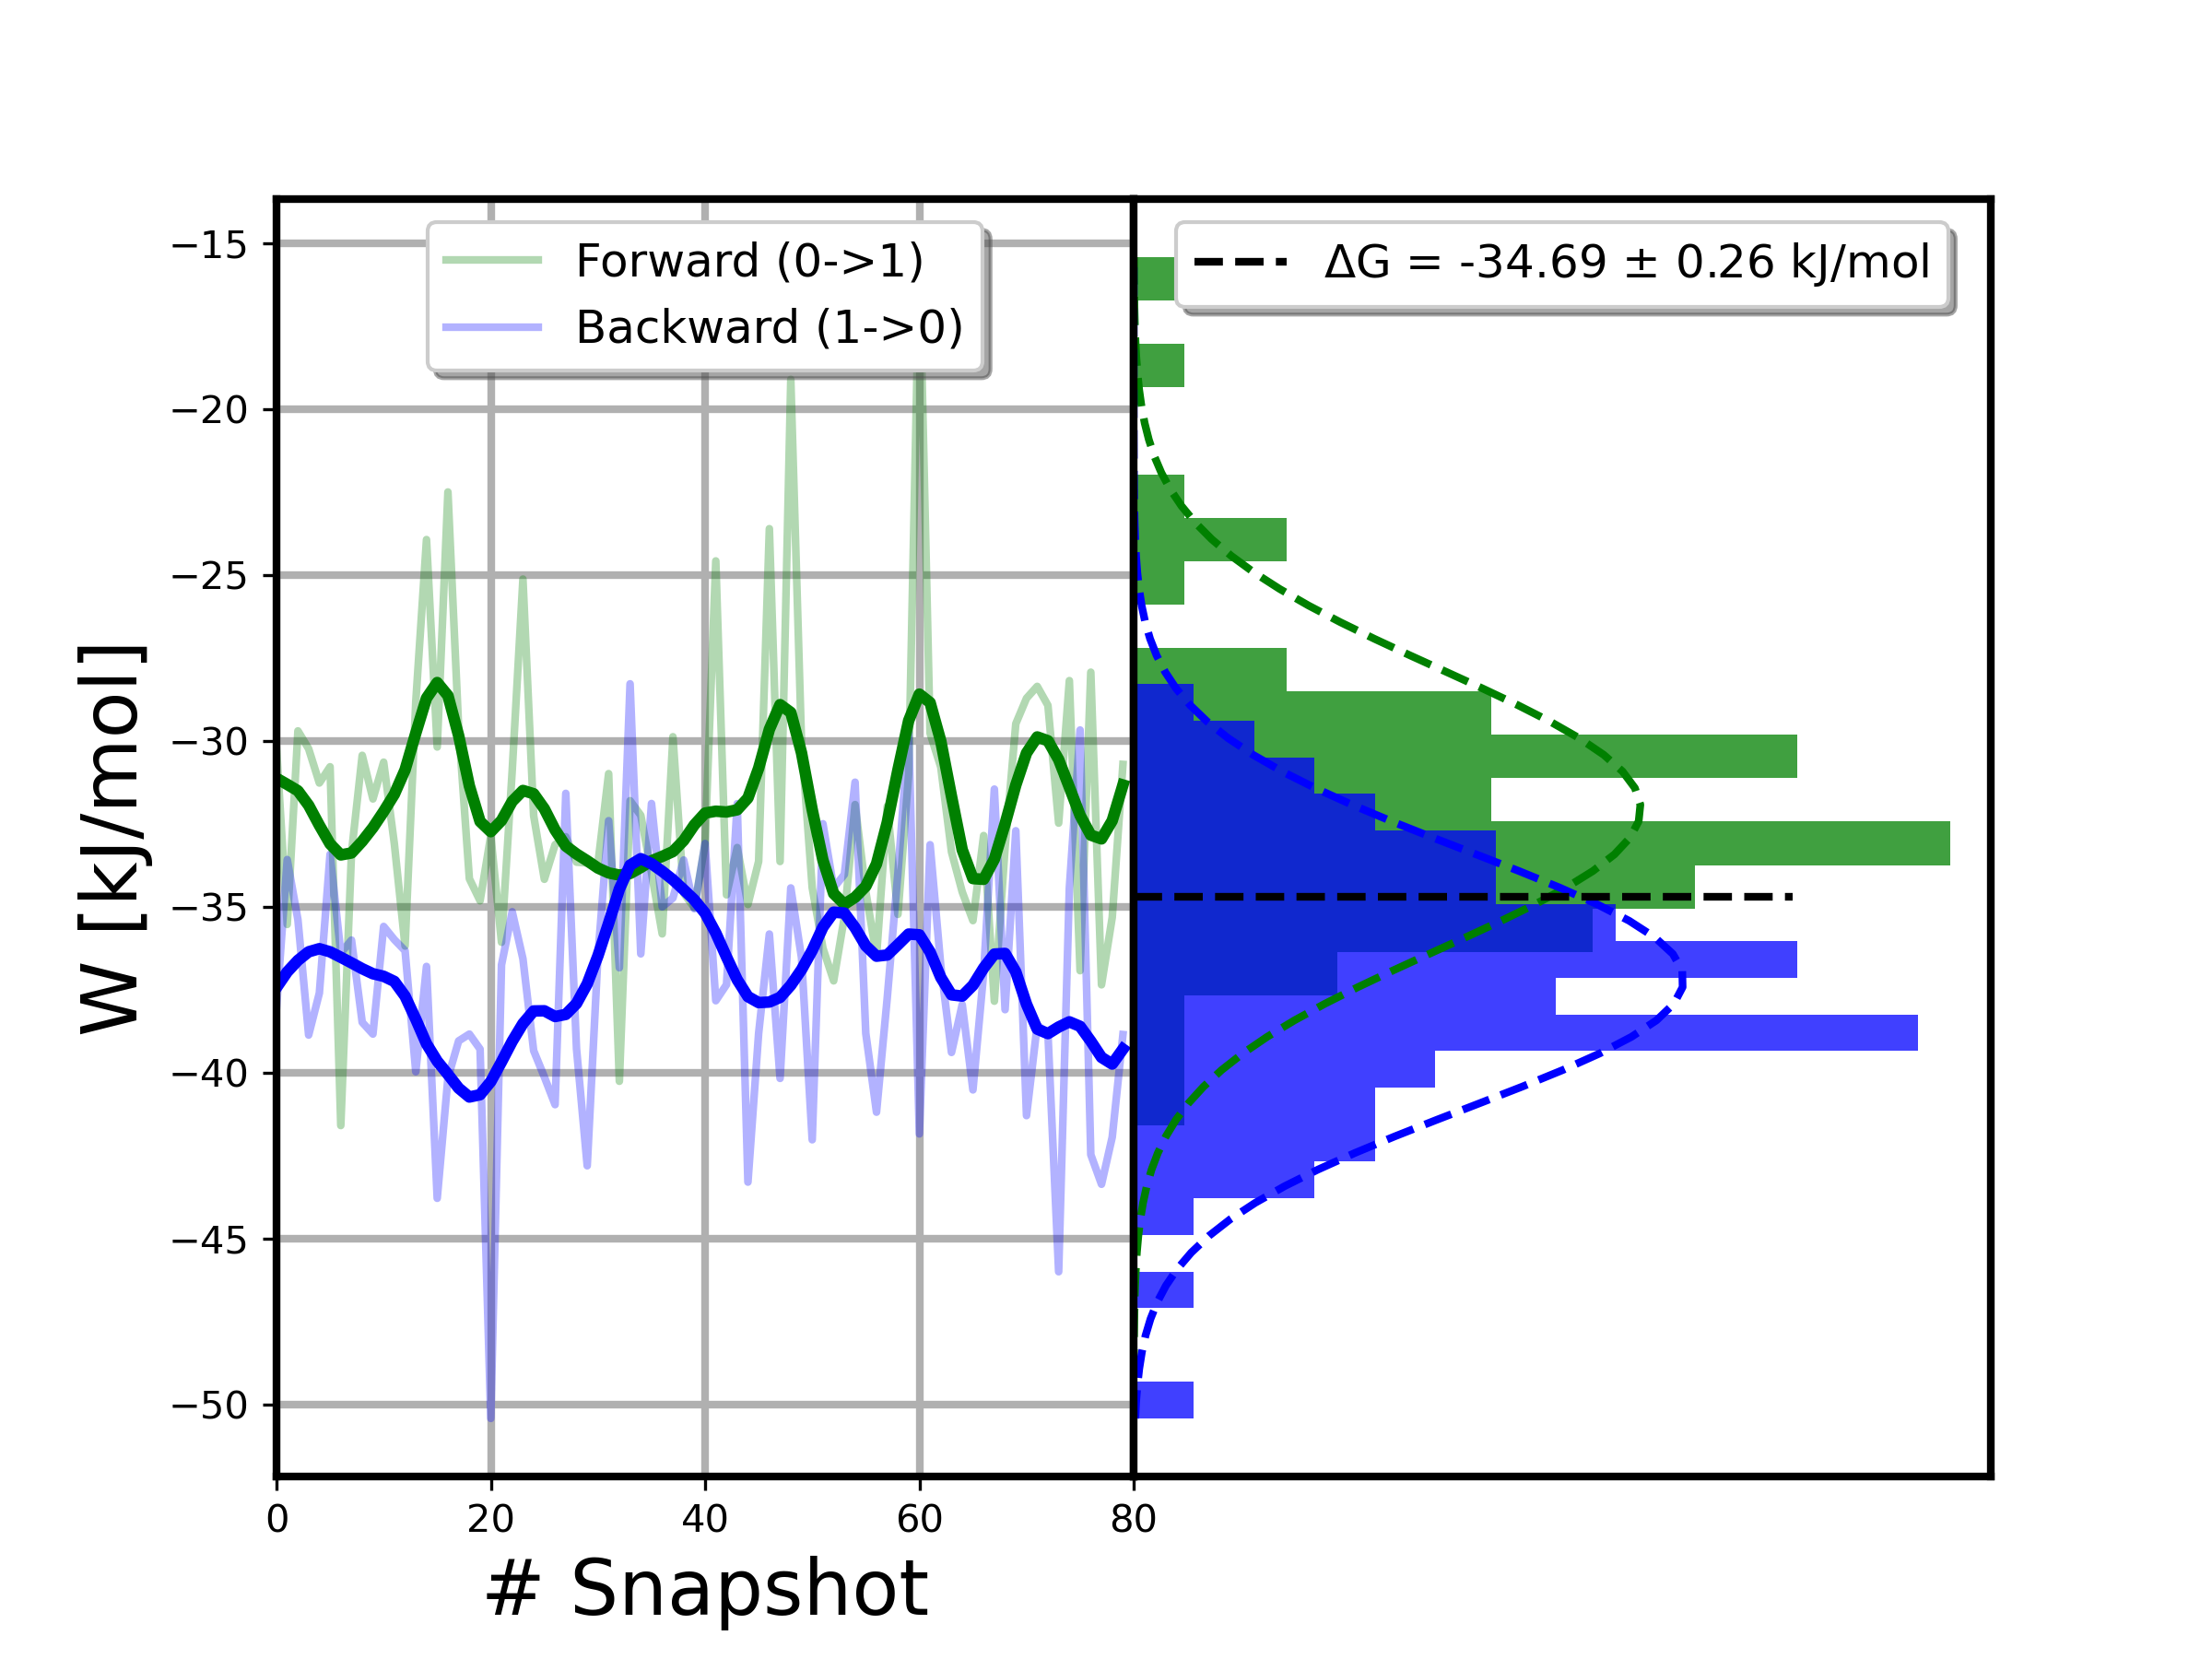 Forward (0->1)
Backward (1->0)
ΔG = -34.69 ± 0.26 kJ/mol
W [kJ/mol]
−15
−20
−25
−30
−35
−40
−45
−50
0 20 40 60 80
# Snapshot